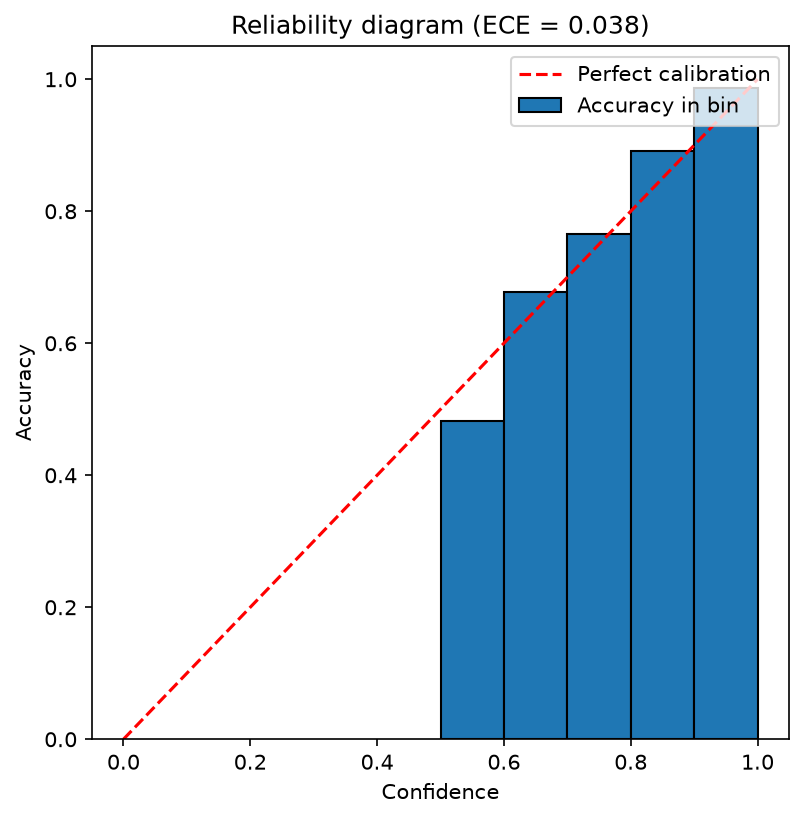 Reliability diagram (ECE = 0.038)
Perfect calibration
Accuracy in bin
1.0
0.8
0.6
0.4
0.2
0.0
Accuracy
0.0 0.2 0.4 0.6 0.8 1.0
Confidence